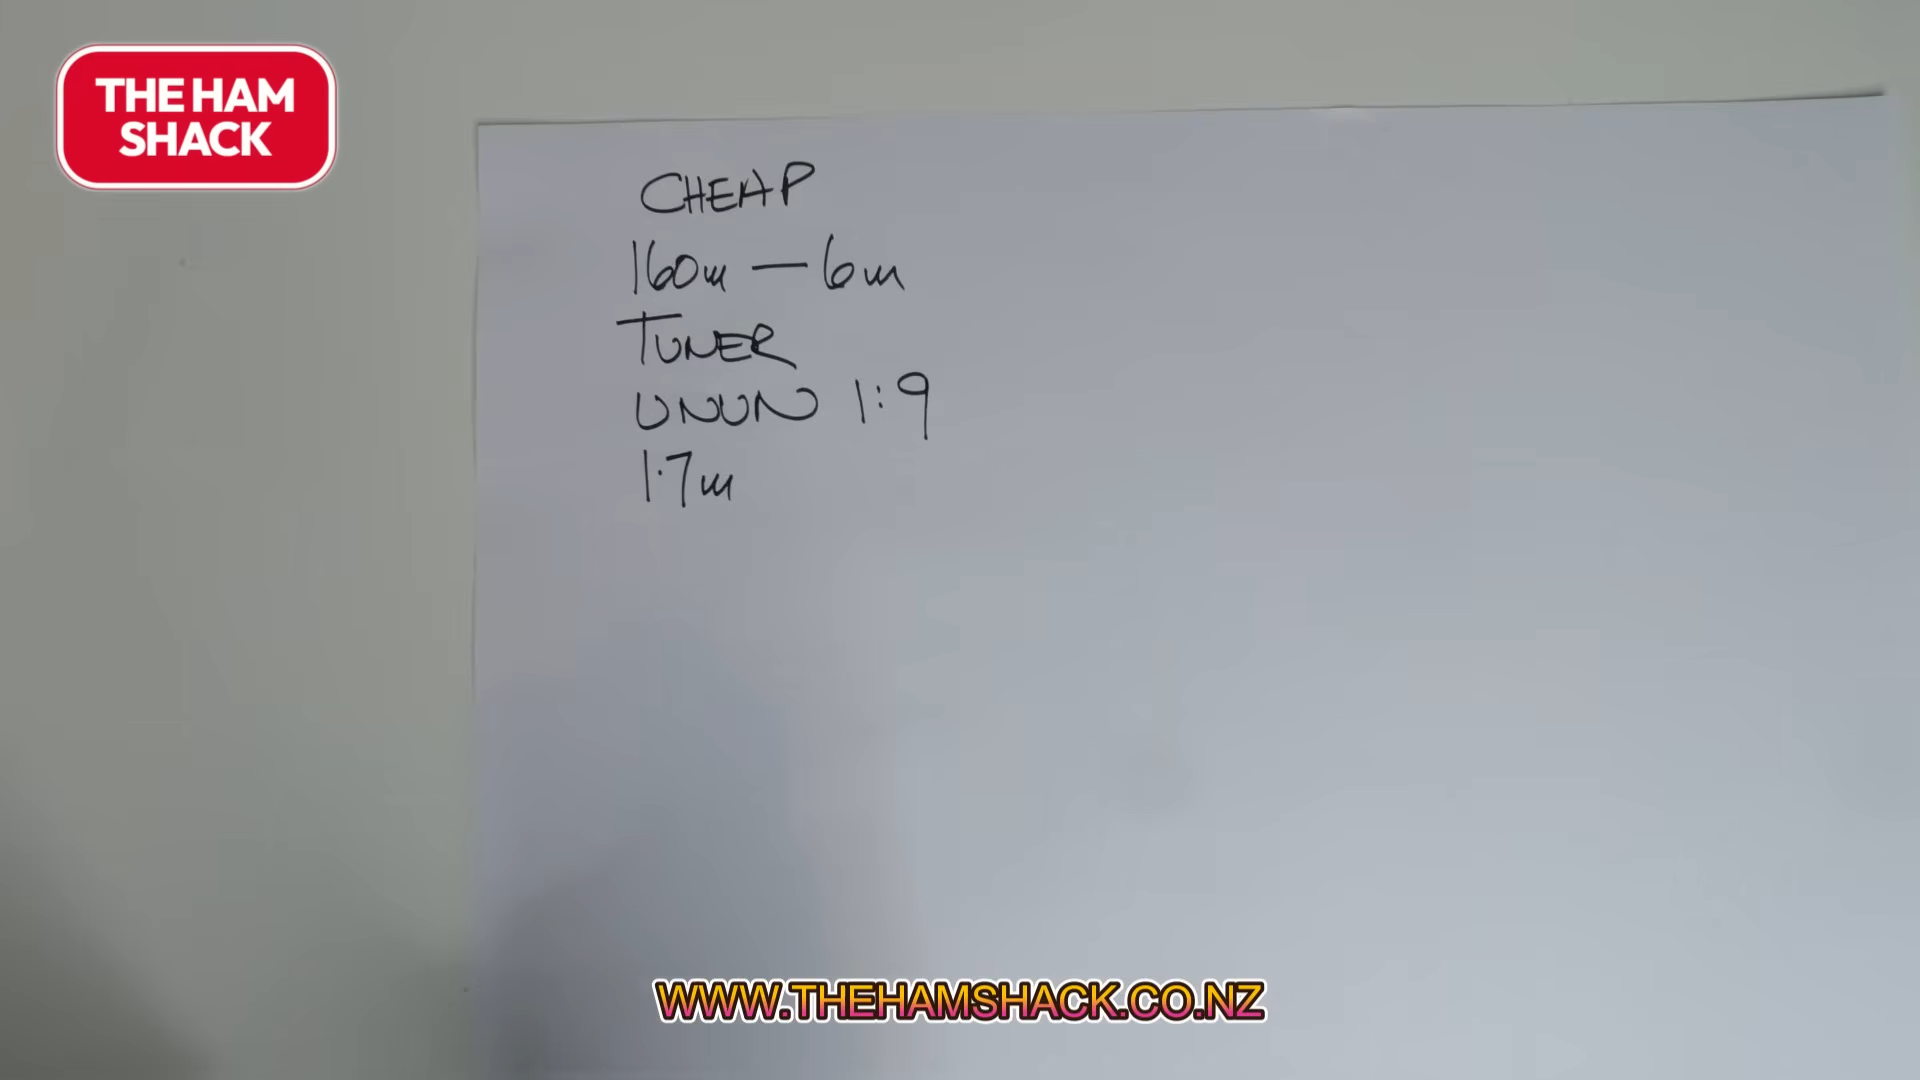 THE HAM
SHACK
CHEAP
160m — 6m
TUNER
UNUN 1:9
1.7m
WWW.THEHAMSHACK.CO.NZ